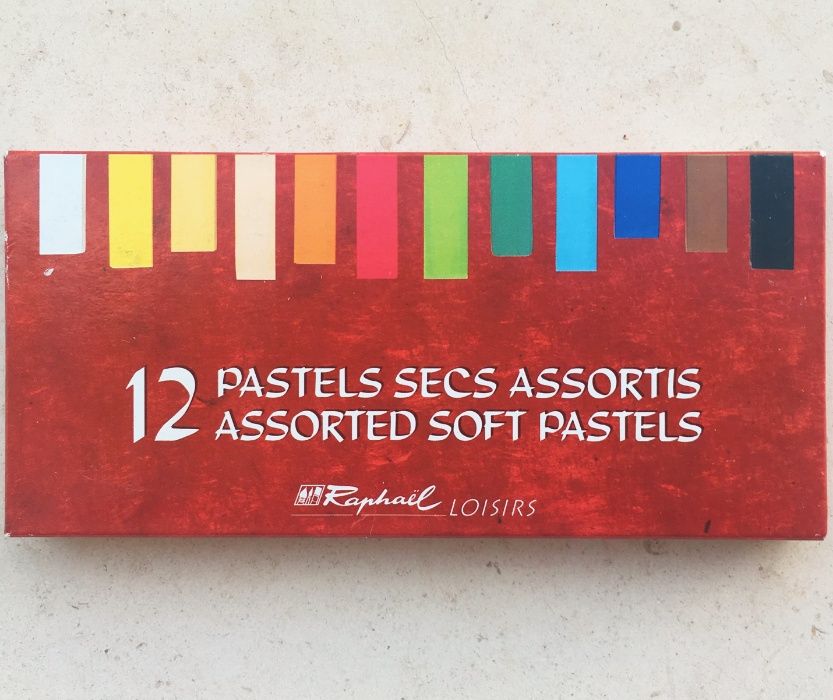 12 PASTELS SECS ASSORTIS
ASSORTED SOFT PASTELS
Raphaël LOISIRS